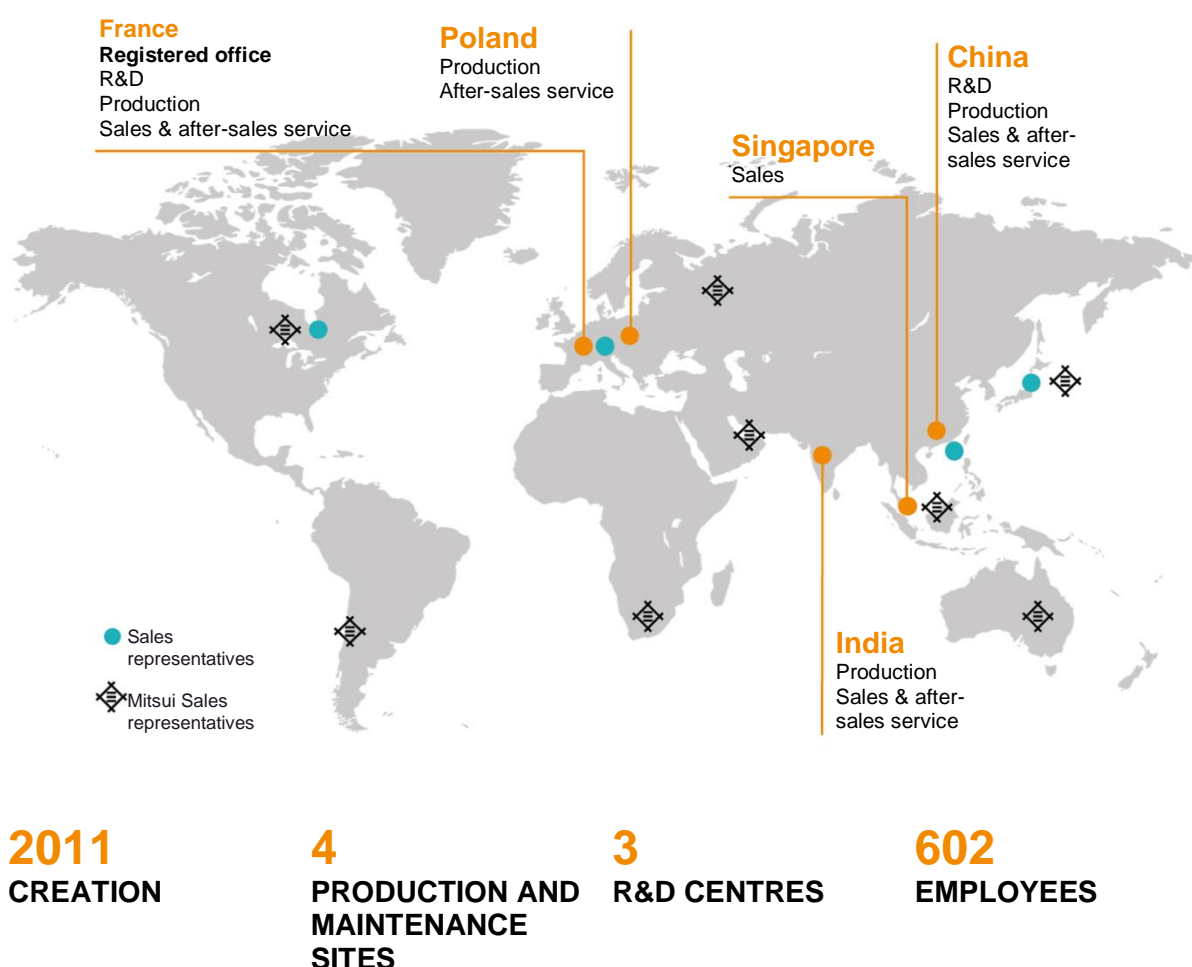 France
Registered office
R&D
Production
Sales & after-sales service
Poland
Production
After-sales service
China
R&D
Production
Sales & after-
sales service
Singapore
Sales
India
Production
Sales & after-
sales service
Sales
representatives
Mitsui Sales
representatives
2011
CREATION
4
PRODUCTION AND
MAINTENANCE
SITES
3
R&D CENTRES
602
EMPLOYEES